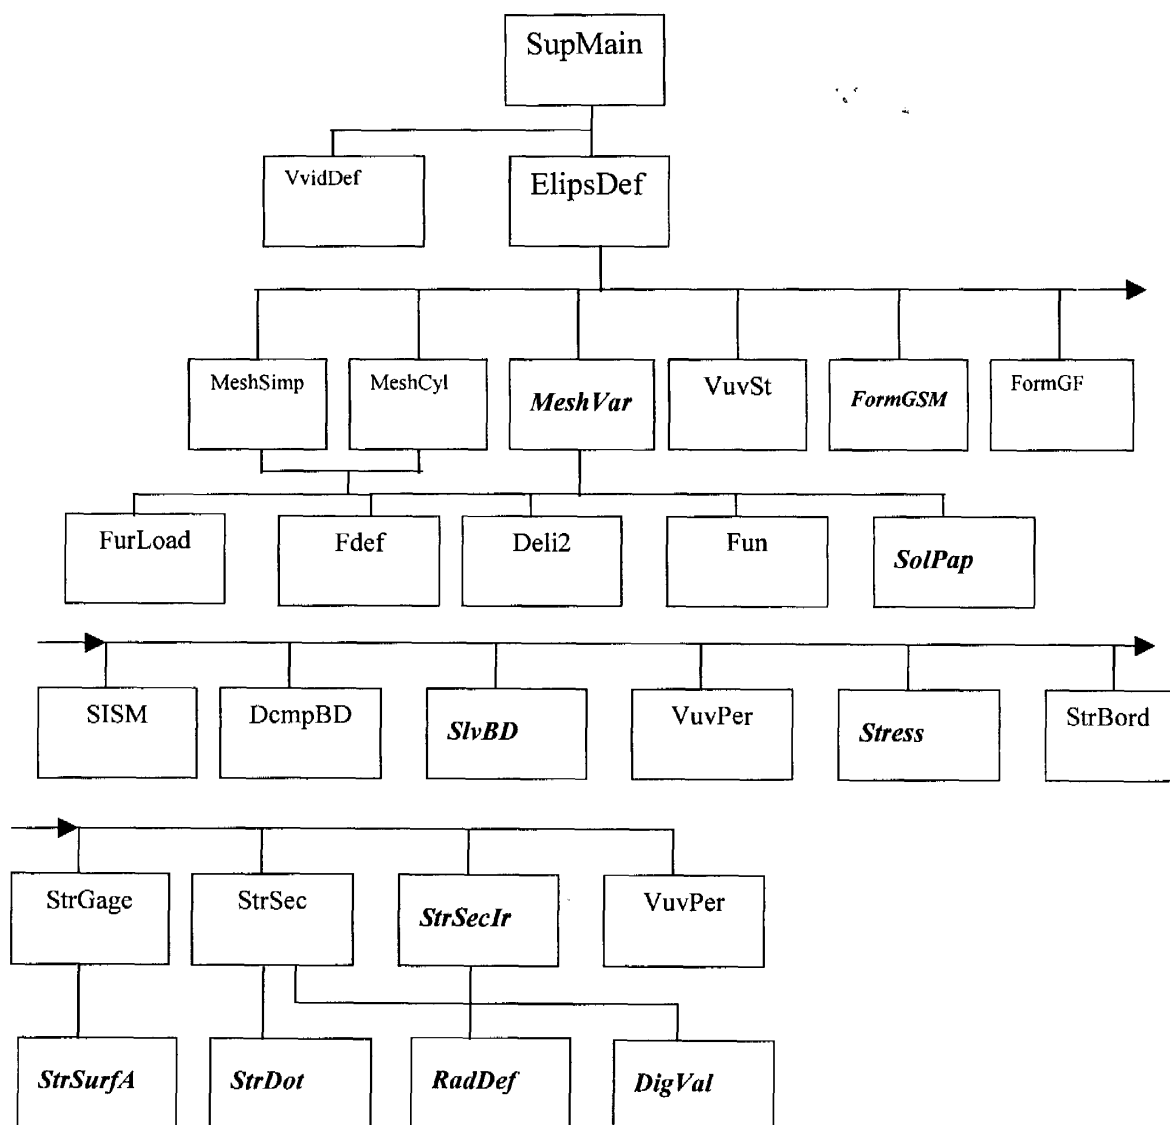 SupMain
VvidDef
ElipsDef
MeshSimp
MeshCyl
MeshVar
VuvSt
FormGSM
FormGF
FurLoad
Fdef
Deli2
Fun
SolPap
SISM
DcmpBD
SlvBD
VuvPer
Stress
StrBord
StrGage
StrSec
StrSecIr
VuvPer
StrSurfA
StrDot
RadDef
DigVal